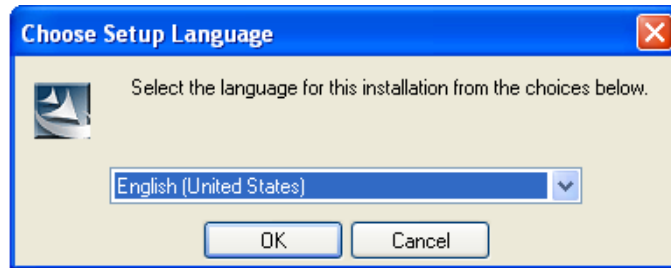 Choose Setup Language
Select the language for this installation from the choices below.
English (United States)
OK
Cancel